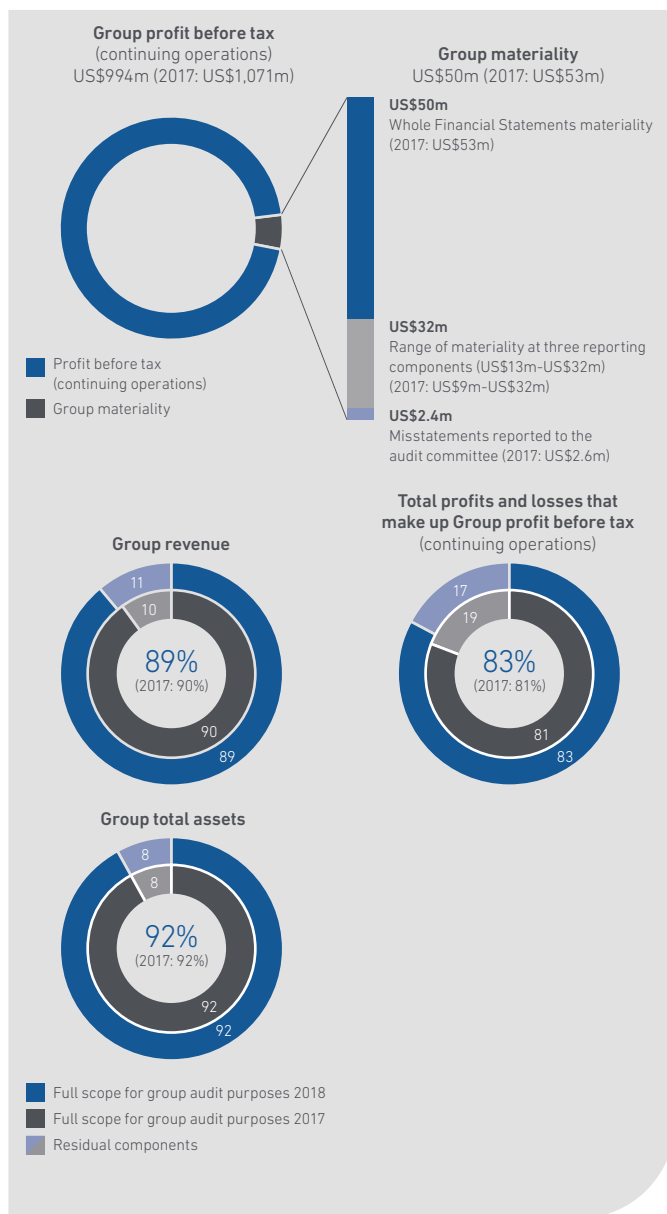 Group profit before tax
(continuing operations)
US$994m (2017: US$1,071m)
Group materiality
US$50m (2017: US$53m)
US$50m
Whole Financial Statements materiality
(2017: US$53m)
US$32m
Range of materiality at three reporting
components (US$13m-US$32m)
(2017: US$9m-US$32m)
US$2.4m
Misstatements reported to the
audit committee (2017: US$2.6m)
Profit before tax
(continuing operations)
Group materiality
Group revenue
11
10
89%
(2017: 90%)
90
89
Total profits and losses that
make up Group profit before tax
(continuing operations)
17
19
83%
(2017: 81%)
81
83
Group total assets
8
8
92%
(2017: 92%)
92
92
Full scope for group audit purposes 2018
Full scope for group audit purposes 2017
Residual components